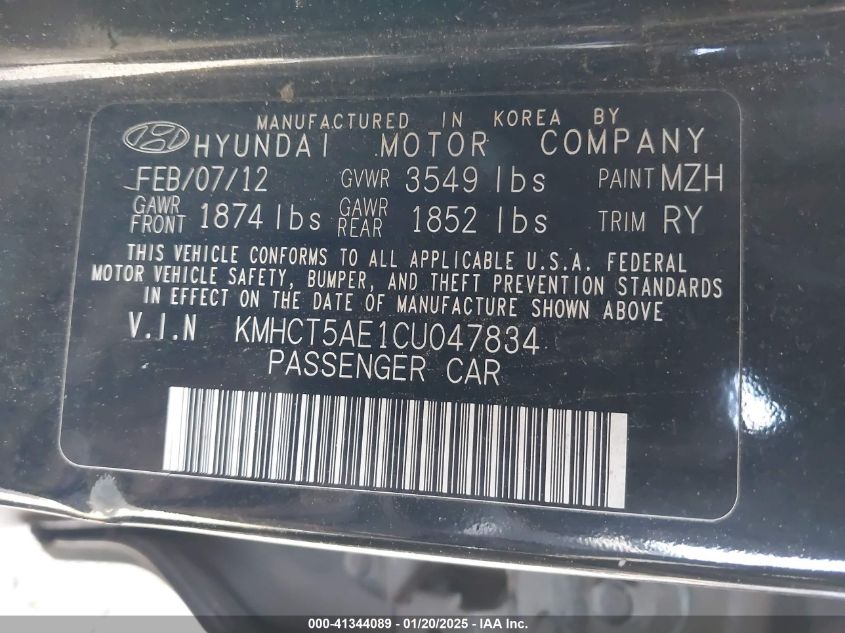 MANUFACTURED IN KOREA BY
HYUNDAI MOTOR COMPANY
FEB/07/12 GVWR 3549 lbs PAINT MZH
GAWR FRONT 1874 lbs GAWR REAR 1852 lbs TRIM RY
THIS VEHICLE CONFORMS TO ALL APPLICABLE U.S.A. FEDERAL
MOTOR VEHICLE SAFETY, BUMPER, AND THEFT PREVENTION STANDARDS
IN EFFECT ON THE DATE OF MANUFACTURE SHOWN ABOVE
V.I.N KMHCT5AE1CU047834
PASSENGER CAR
000-41344089 - 01/20/2025 - IAA Inc.